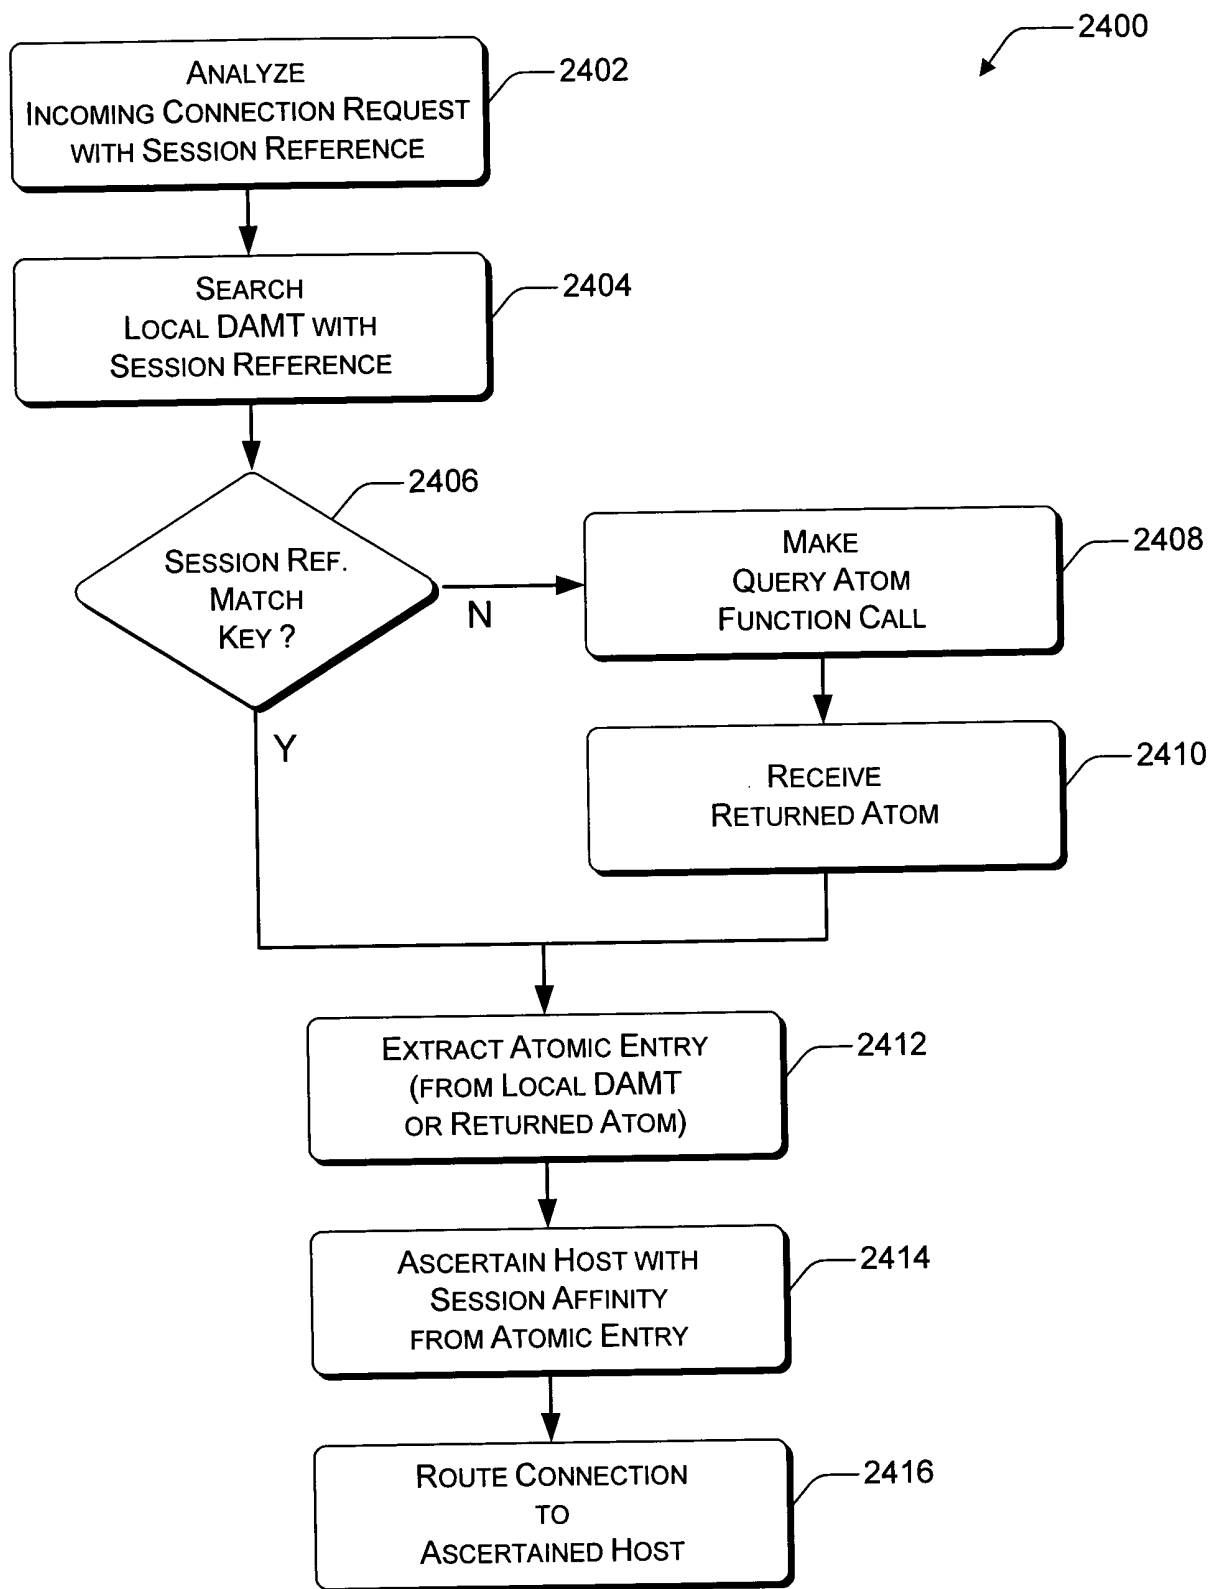 2400
ANALYZE
INCOMING CONNECTION REQUEST
WITH SESSION REFERENCE
2402
SEARCH
LOCAL DAMT WITH
SESSION REFERENCE
2404
SESSION REF.
MATCH
KEY ?
2406
N
Y
MAKE
QUERY ATOM
FUNCTION CALL
2408
RECEIVE
RETURNED ATOM
2410
EXTRACT ATOMIC ENTRY
(FROM LOCAL DAMT
OR RETURNED ATOM)
2412
ASCERTAIN HOST WITH
SESSION AFFINITY
FROM ATOMIC ENTRY
2414
ROUTE CONNECTION
TO
ASCERTAINED HOST
2416